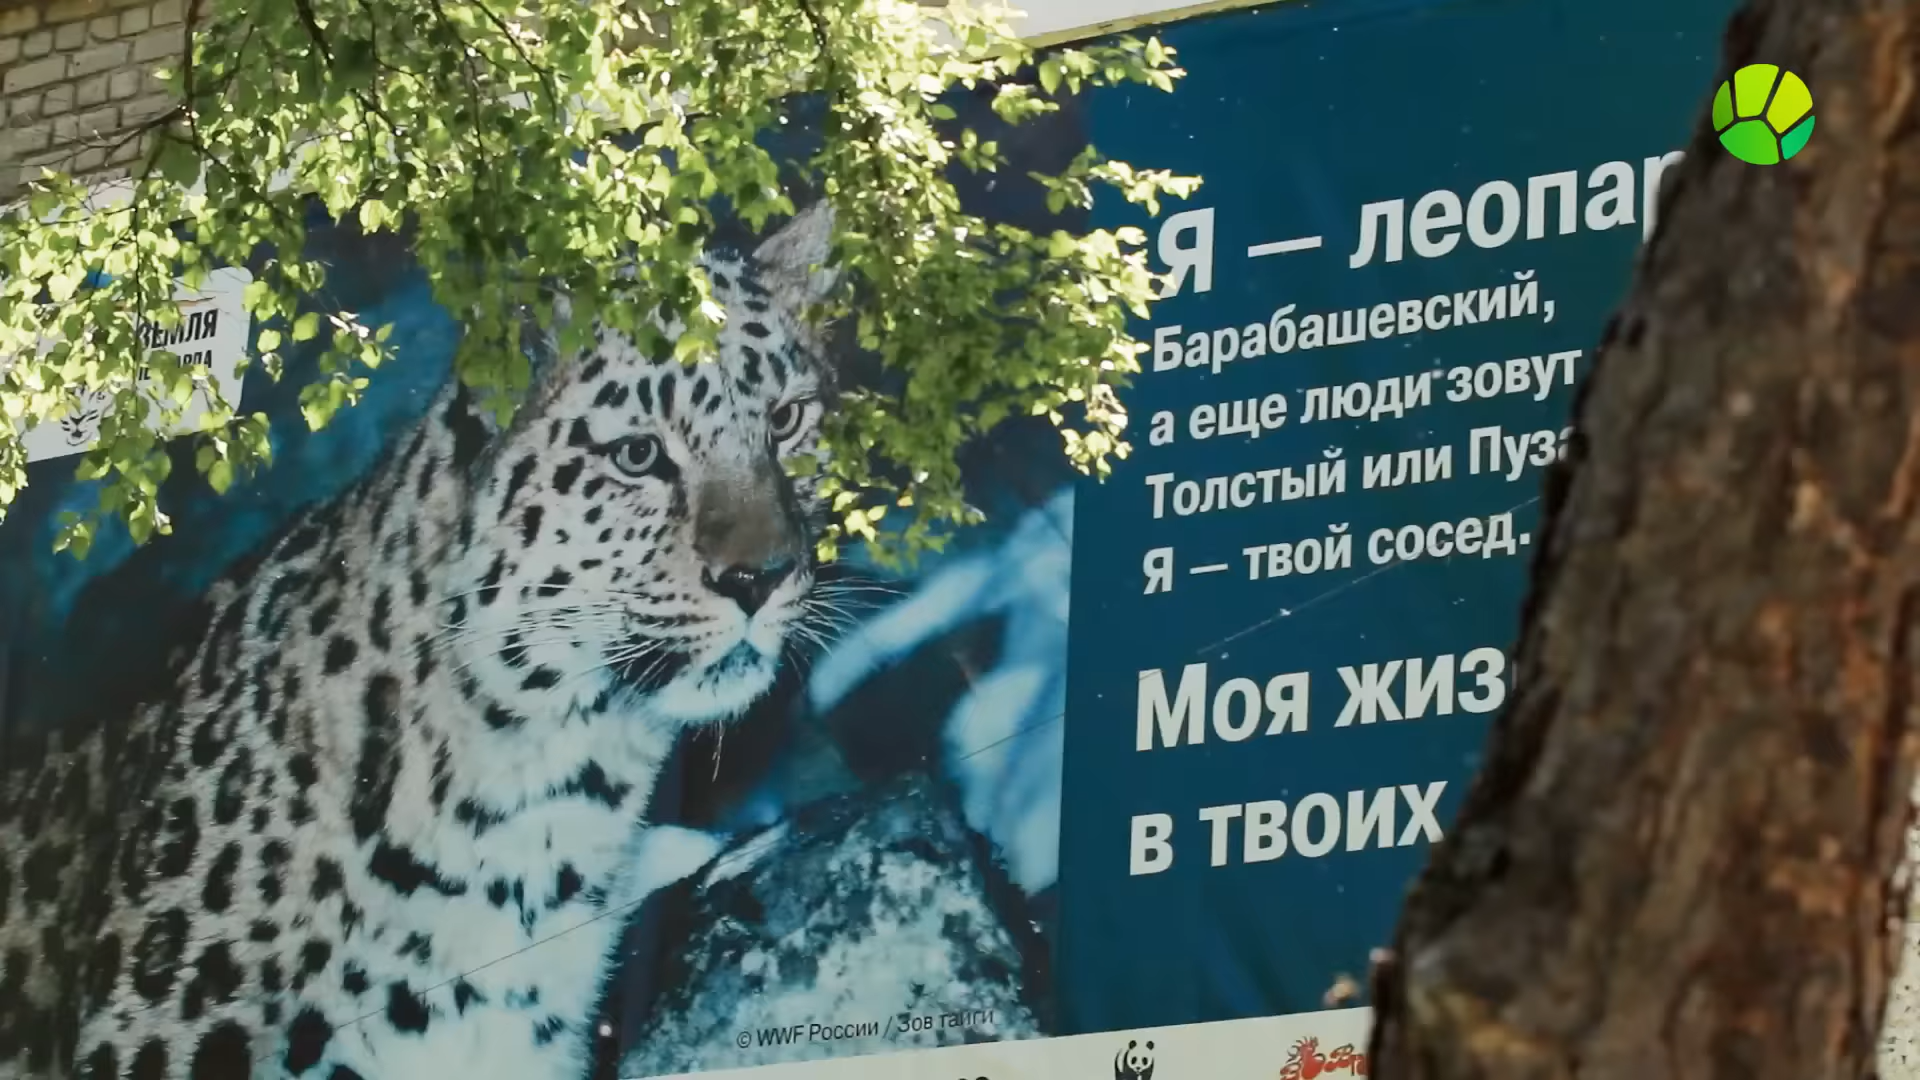 ЗЕМЛЯ
Я — леопар
Барабашевский,
а еще люди зовут
Толстый или Пуза
Я — твой сосед.
Моя жиз
в твоих
© WWF России / Зов тайги